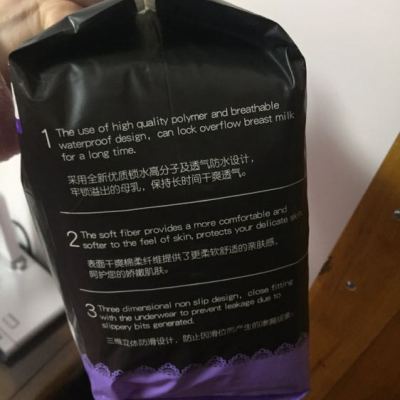 1 The use of high quality polymer and breathable
waterproof design, can lock overflow breast milk
for a long time.
采用全新优质锁水高分子及透气防水设计，
牢锁溢出的母乳，保持长时间干爽透气。
2 The soft fiber provides a more comfortable and
softer to the feel of skin, protects your delicate skin.
表面干爽棉柔纤维提供了更柔软舒适的亲肤感，
呵护您的娇嫩肌肤。
3 Three dimensional non slip design, close fitting
with the underwear to prevent leakage due to
slippery bits generated.
三维立体防滑设计，防止因滑位而产生的渗漏现象。